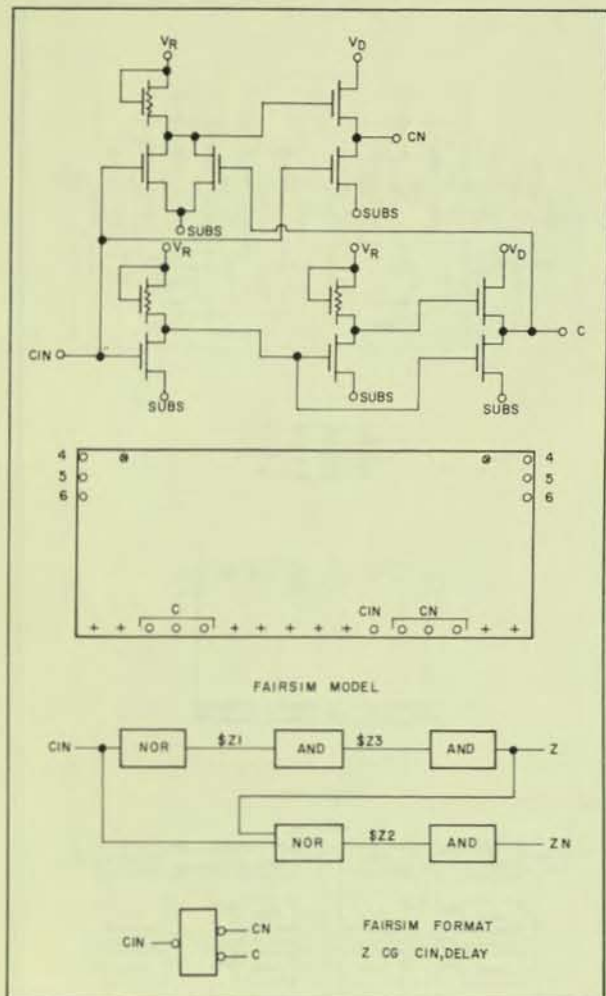 VR
VD
CN
SUBS
SUBS
VR
VR
VD
C
CIN
SUBS
SUBS
SUBS
4
5
6
4
5
6
C
CIN
CN
+ + + + + + + + +
FAIRSIM MODEL
CIN
NOR
$Z1
AND
$Z3
AND
Z
NOR
$Z2
AND
ZN
CIN
CN
C
FAIRSIM FORMAT
Z CG CIN,DELAY